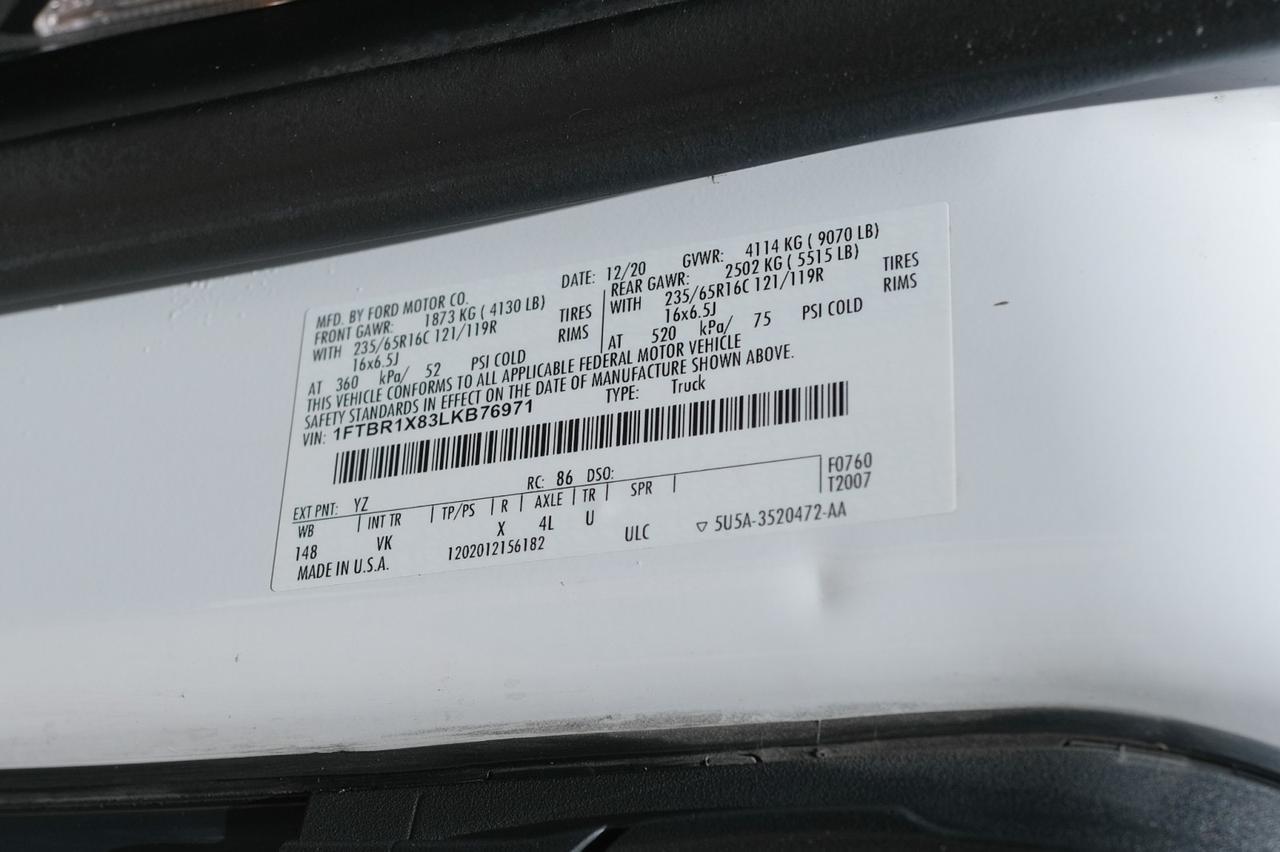 MFD. BY FORD MOTOR CO.
DATE: 12/20 GVWR: 4114 KG ( 9070 LB)
FRONT GAWR: 1873 KG ( 4130 LB)
WITH 235/65R16C 121/119R TIRES
16x6.5J RIMS
AT 360 kPa/ 52 PSI COLD
REAR GAWR: 2502 KG ( 5515 LB)
WITH 235/65R16C 121/119R TIRES
16x6.5J RIMS
AT 520 kPa/ 75 PSI COLD
THIS VEHICLE CONFORMS TO ALL APPLICABLE FEDERAL MOTOR VEHICLE
SAFETY STANDARDS IN EFFECT ON THE DATE OF MANUFACTURE SHOWN ABOVE.
VIN: 1FTBR1X83LKB76971 TYPE: Truck
EXT PNT: YZ RC: 86 DSO: F0760
WB INT TR TP/PS R AXLE TR SPR T2007
148 VK X 4L U
MADE IN U.S.A. 1202012156182 ULC ▽ 5U5A-3520472-AA